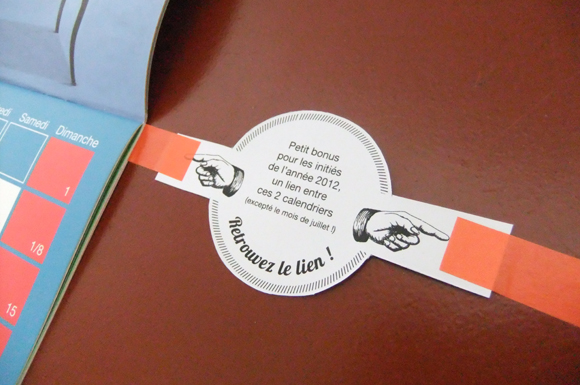 edi Samedi Dimanche
1
1/8
15
Petit bonus
pour les initiés
de l'année 2012,
un lien entre
ces 2 calendriers
(excepté le mois de juillet !)
Retrouvez le lien !